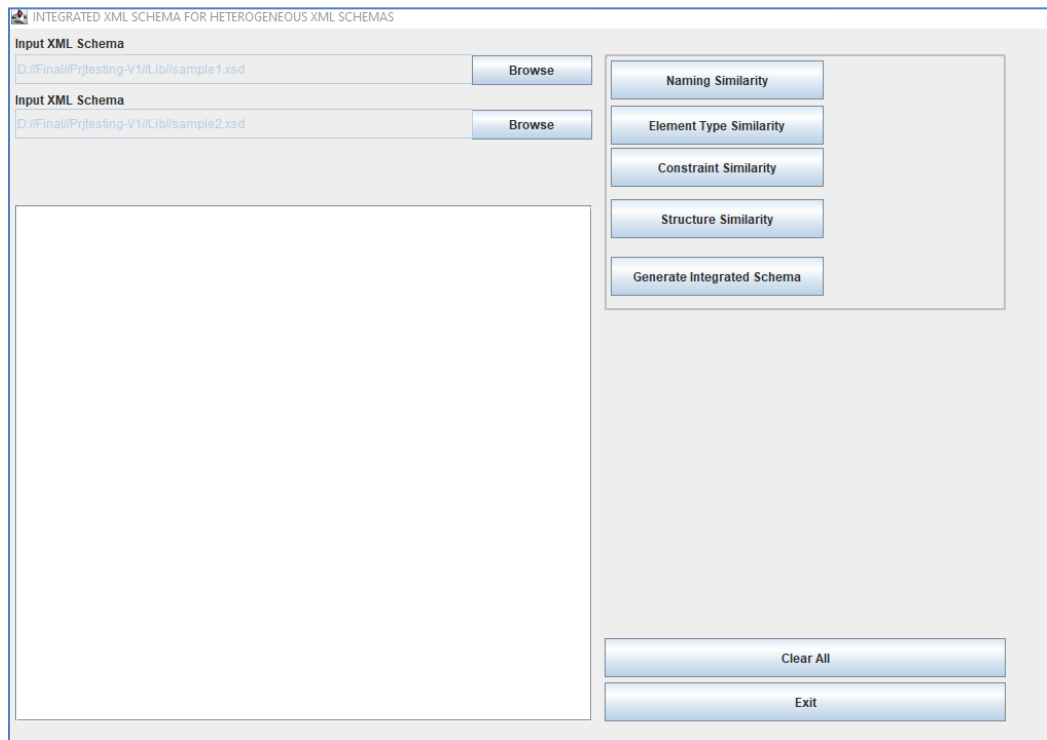 INTEGRATED XML SCHEMA FOR HETEROGENEOUS XML SCHEMAS
Input XML Schema
D://Final//Prjtesting-V1//Lib//sample1.xsd
Browse
Input XML Schema
D://Final//Prjtesting-V1//Lib//sample2.xsd
Browse
Naming Similarity
Element Type Similarity
Constraint Similarity
Structure Similarity
Generate Integrated Schema
Clear All
Exit